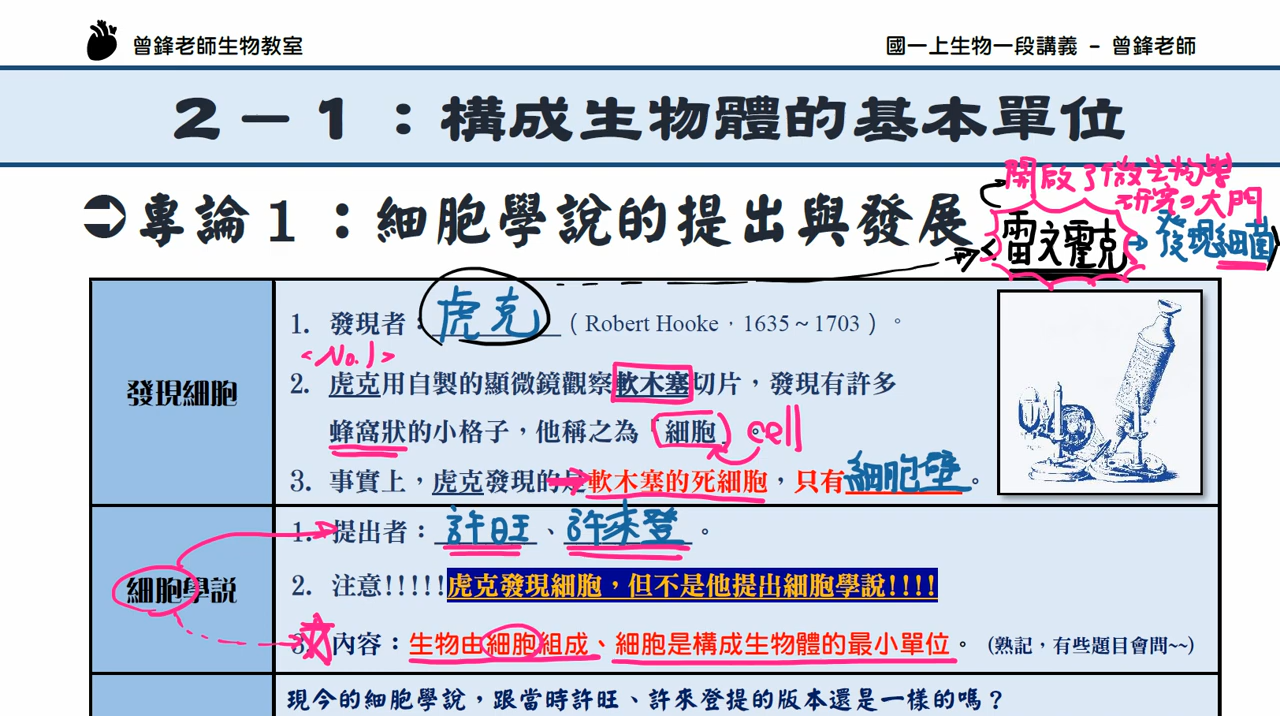 曾鋒老師生物教室
國一上生物一段講義 - 曾鋒老師
2-1：構成生物體的基本單位
開啟了微生物學
研究の大門
專論1：細胞學說的提出與發展
雷文霍克→發現細菌
發現細胞
1. 發現者：虎克（Robert Hooke，1635～1703）。
<No.1>
2. 虎克用自製的顯微鏡觀察軟木塞切片，發現有許多
蜂窩狀的小格子，他稱之為「細胞」。cell
3. 事實上，虎克發現的是軟木塞的死細胞，只有細胞壁。
細胞學說
1. 提出者：許旺、許來登。
2. 注意!!!!!虎克發現細胞，但不是他提出細胞學說!!!!
3. 內容：生物由細胞組成、細胞是構成生物體的最小單位。(熟記，有些題目會問~~)
現今的細胞學說，跟當時許旺、許來登提的版本還是一樣的嗎？